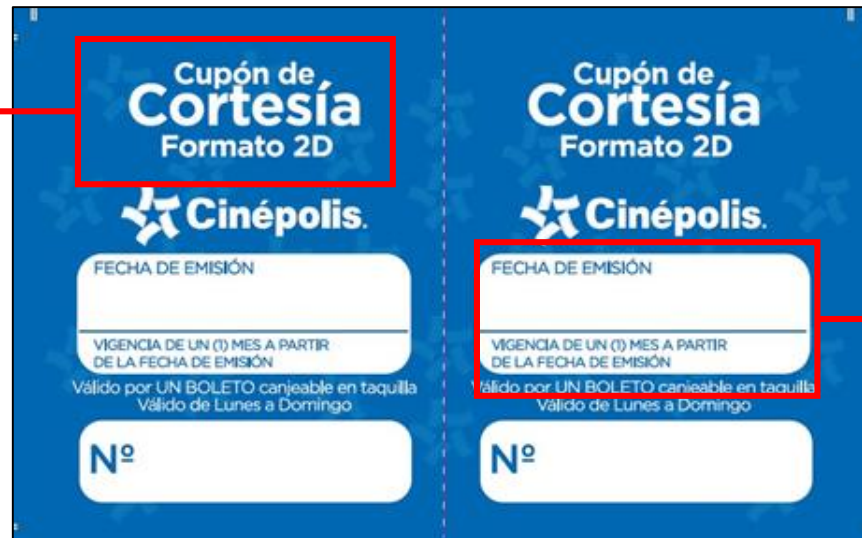 Cupón de
Cortesía
Formato 2D
Cinépolis.
FECHA DE EMISIÓN
VIGENCIA DE UN (1) MES A PARTIR
DE LA FECHA DE EMISIÓN
Válido por UN BOLETO canjeable en taquilla
Válido de Lunes a Domingo
Nº
Cupón de
Cortesía
Formato 2D
Cinépolis.
FECHA DE EMISIÓN
VIGENCIA DE UN (1) MES A PARTIR
DE LA FECHA DE EMISIÓN
Válido por UN BOLETO canjeable en taquilla
Válido de Lunes a Domingo
Nº